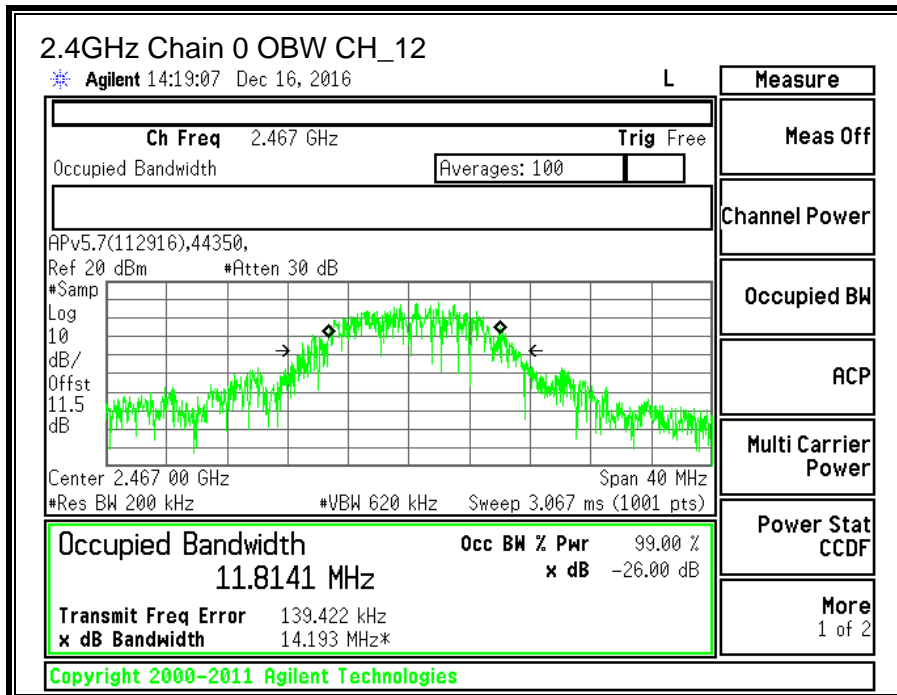 2.4GHz Chain 0 OBW CH_12
Agilent 14:19:07 Dec 16, 2016 L
Measure
Ch Freq 2.467 GHz Trig Free
Occupied Bandwidth Averages: 100
APv5.7(112916),44350,
Ref 20 dBm #Atten 30 dB
#Samp
Log
10
dB/
Offst
11.5
dB
Center 2.467 00 GHz Span 40 MHz
#Res BW 200 kHz #VBW 620 kHz Sweep 3.067 ms (1001 pts)
Occupied Bandwidth Occ BW % Pwr 99.00 %
11.8141 MHz x dB -26.00 dB
Transmit Freq Error 139.422 kHz
x dB Bandwidth 14.193 MHz*
Copyright 2000-2011 Agilent Technologies
Meas Off
Channel Power
Occupied BW
ACP
Multi Carrier
Power
Power Stat
CCDF
More
1 of 2